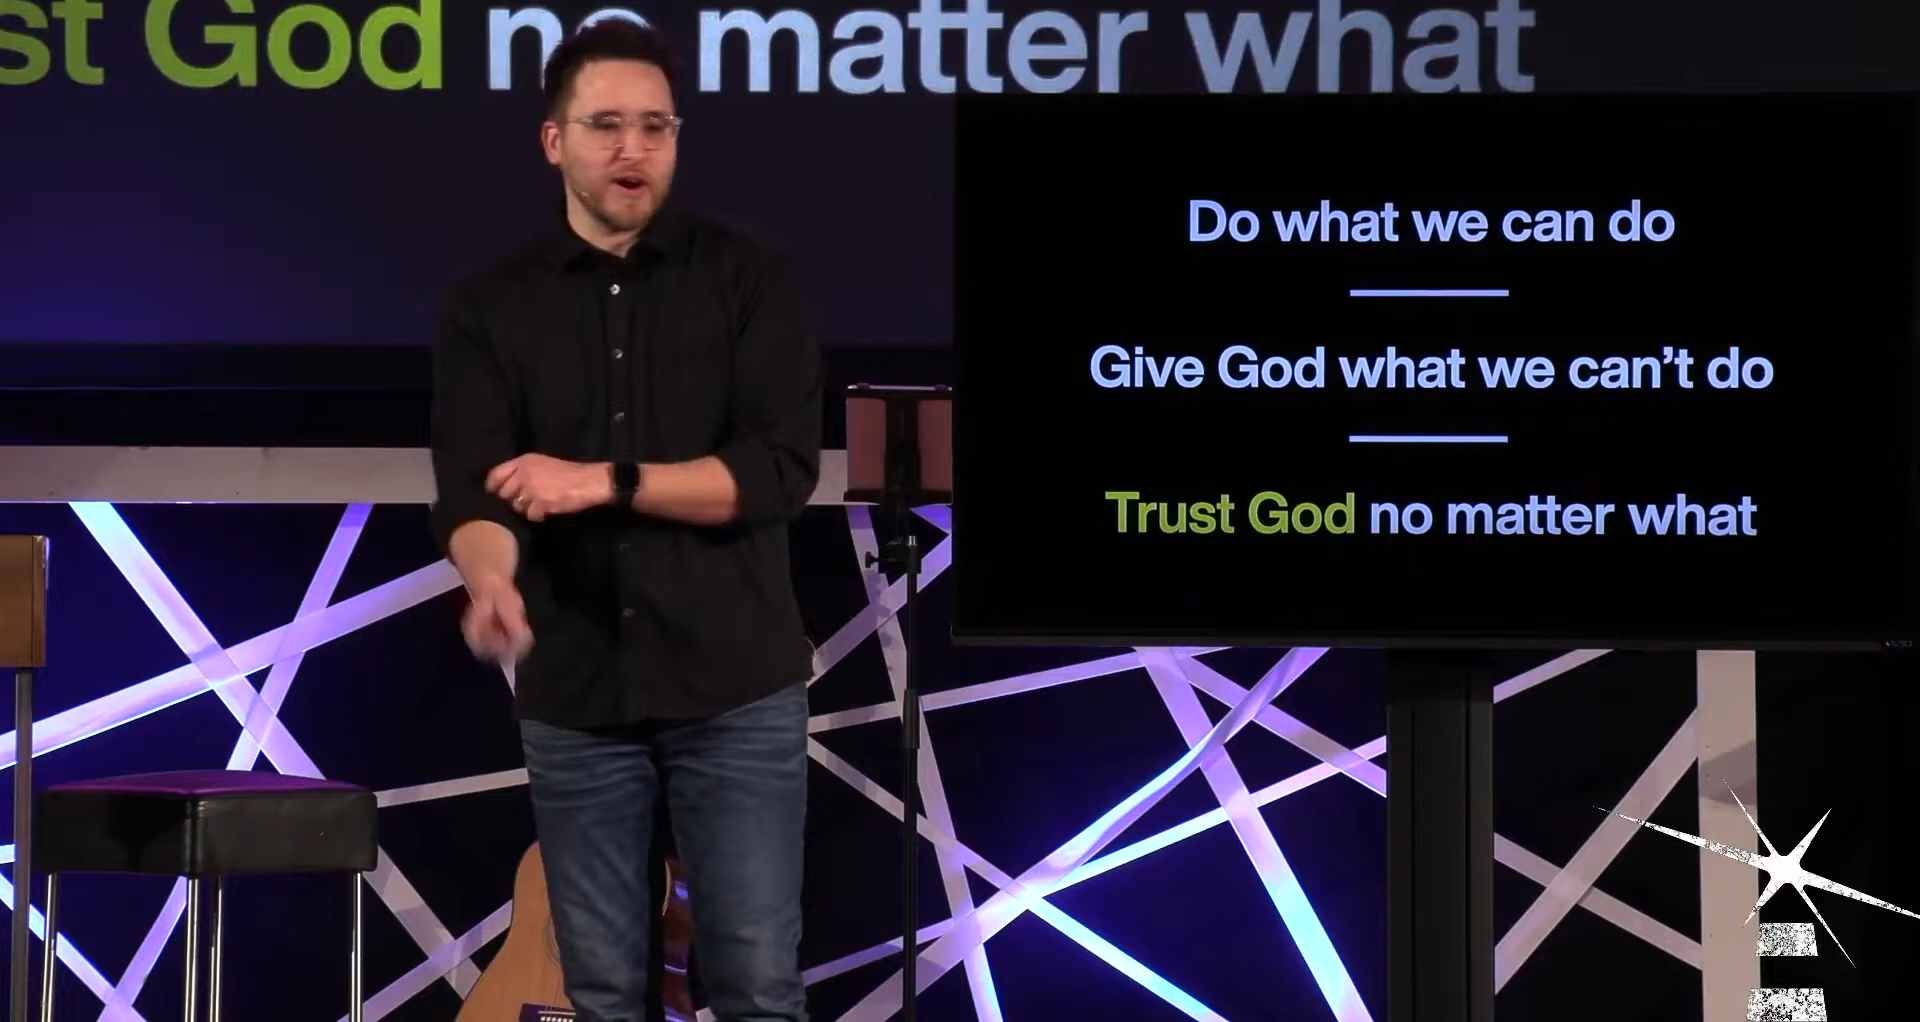 st God no matter what
Do what we can do
Give God what we can’t do
Trust God no matter what